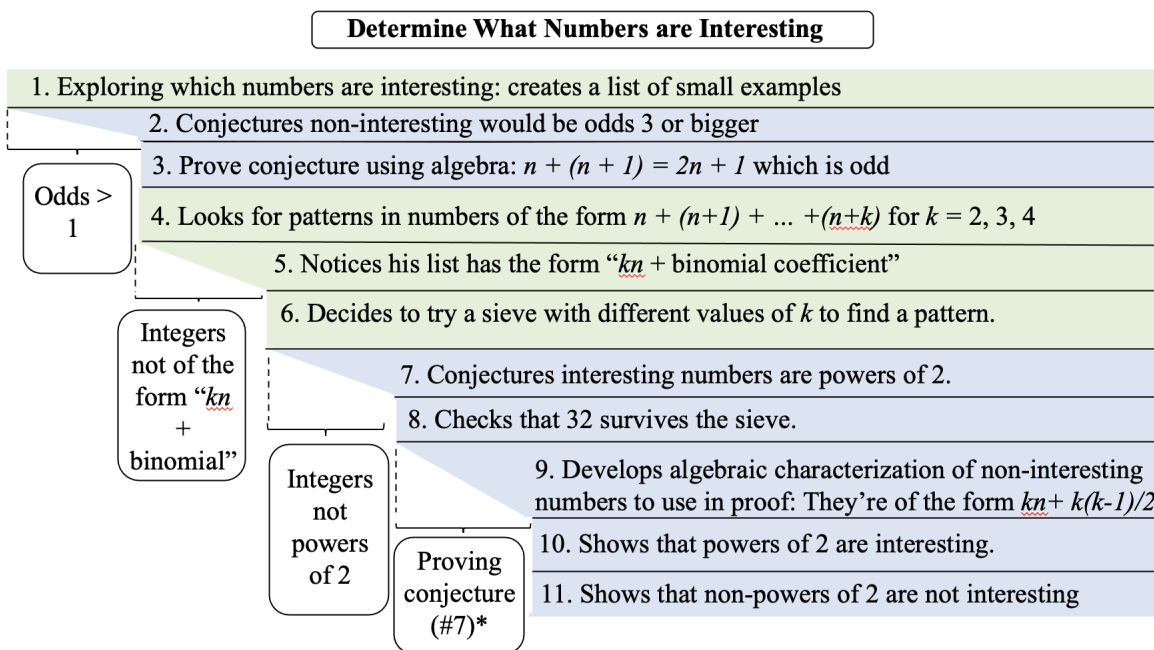 Determine What Numbers are Interesting
1. Exploring which numbers are interesting: creates a list of small examples
2. Conjectures non-interesting would be odds 3 or bigger
3. Prove conjecture using algebra: n + (n + 1) = 2n + 1 which is odd
Odds >
1
4. Looks for patterns in numbers of the form n + (n+1) + ... +(n+k) for k = 2, 3, 4
5. Notices his list has the form “kn + binomial coefficient”
6. Decides to try a sieve with different values of k to find a pattern.
Integers
not of the
form “kn
+
binomial”
7. Conjectures interesting numbers are powers of 2.
8. Checks that 32 survives the sieve.
Integers
not
powers
of 2
9. Develops algebraic characterization of non-interesting
numbers to use in proof: They’re of the form kn+ k(k-1)/2
10. Shows that powers of 2 are interesting.
11. Shows that non-powers of 2 are not interesting
Proving
conjecture
(#7)*